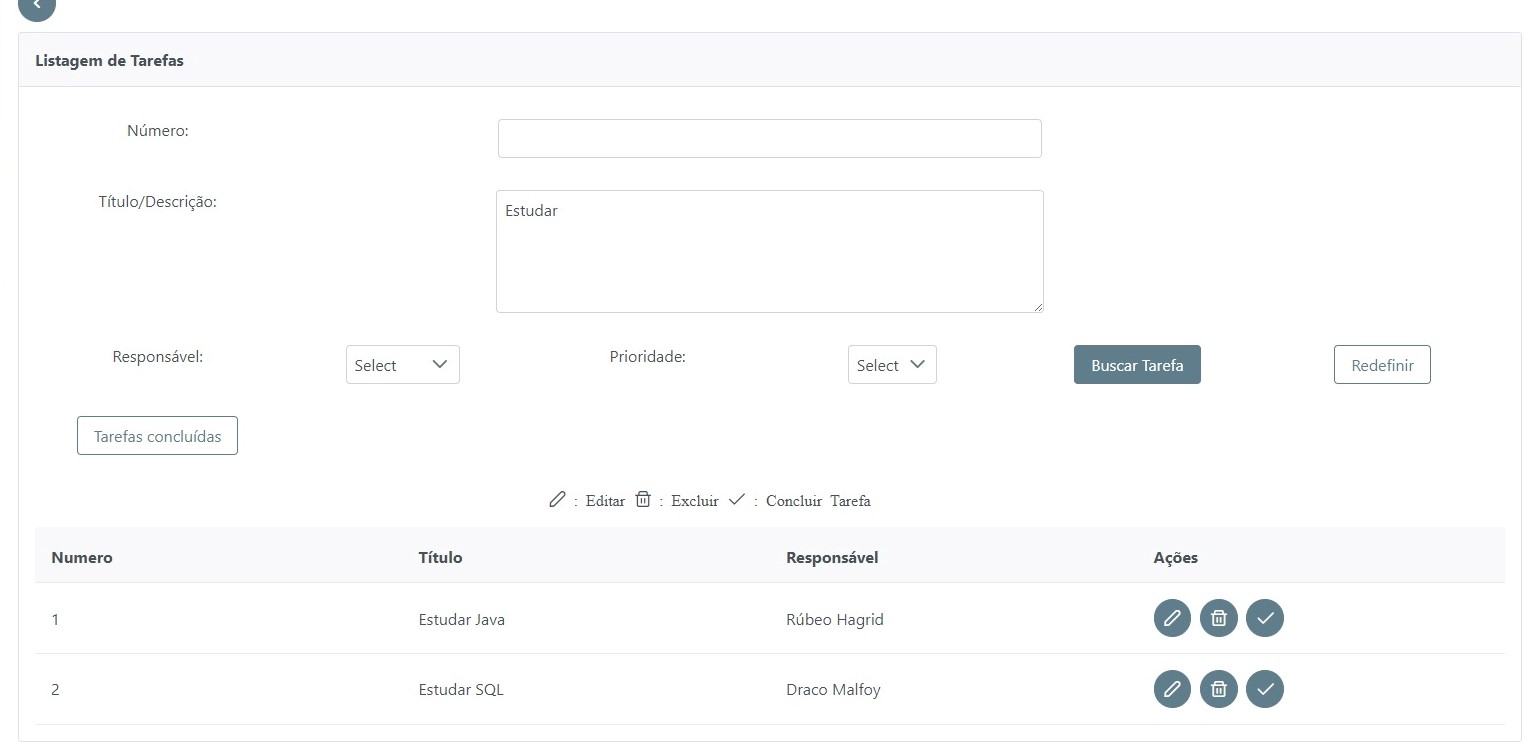 Listagem de Tarefas
Número:
Título/Descrição:
Estudar
Responsável:
Select
Prioridade:
Select
Buscar Tarefa
Redefinir
Tarefas concluídas
: Editar : Excluir : Concluir Tarefa
Numero Título Responsável Ações
1 Estudar Java Rúbeo Hagrid
2 Estudar SQL Draco Malfoy